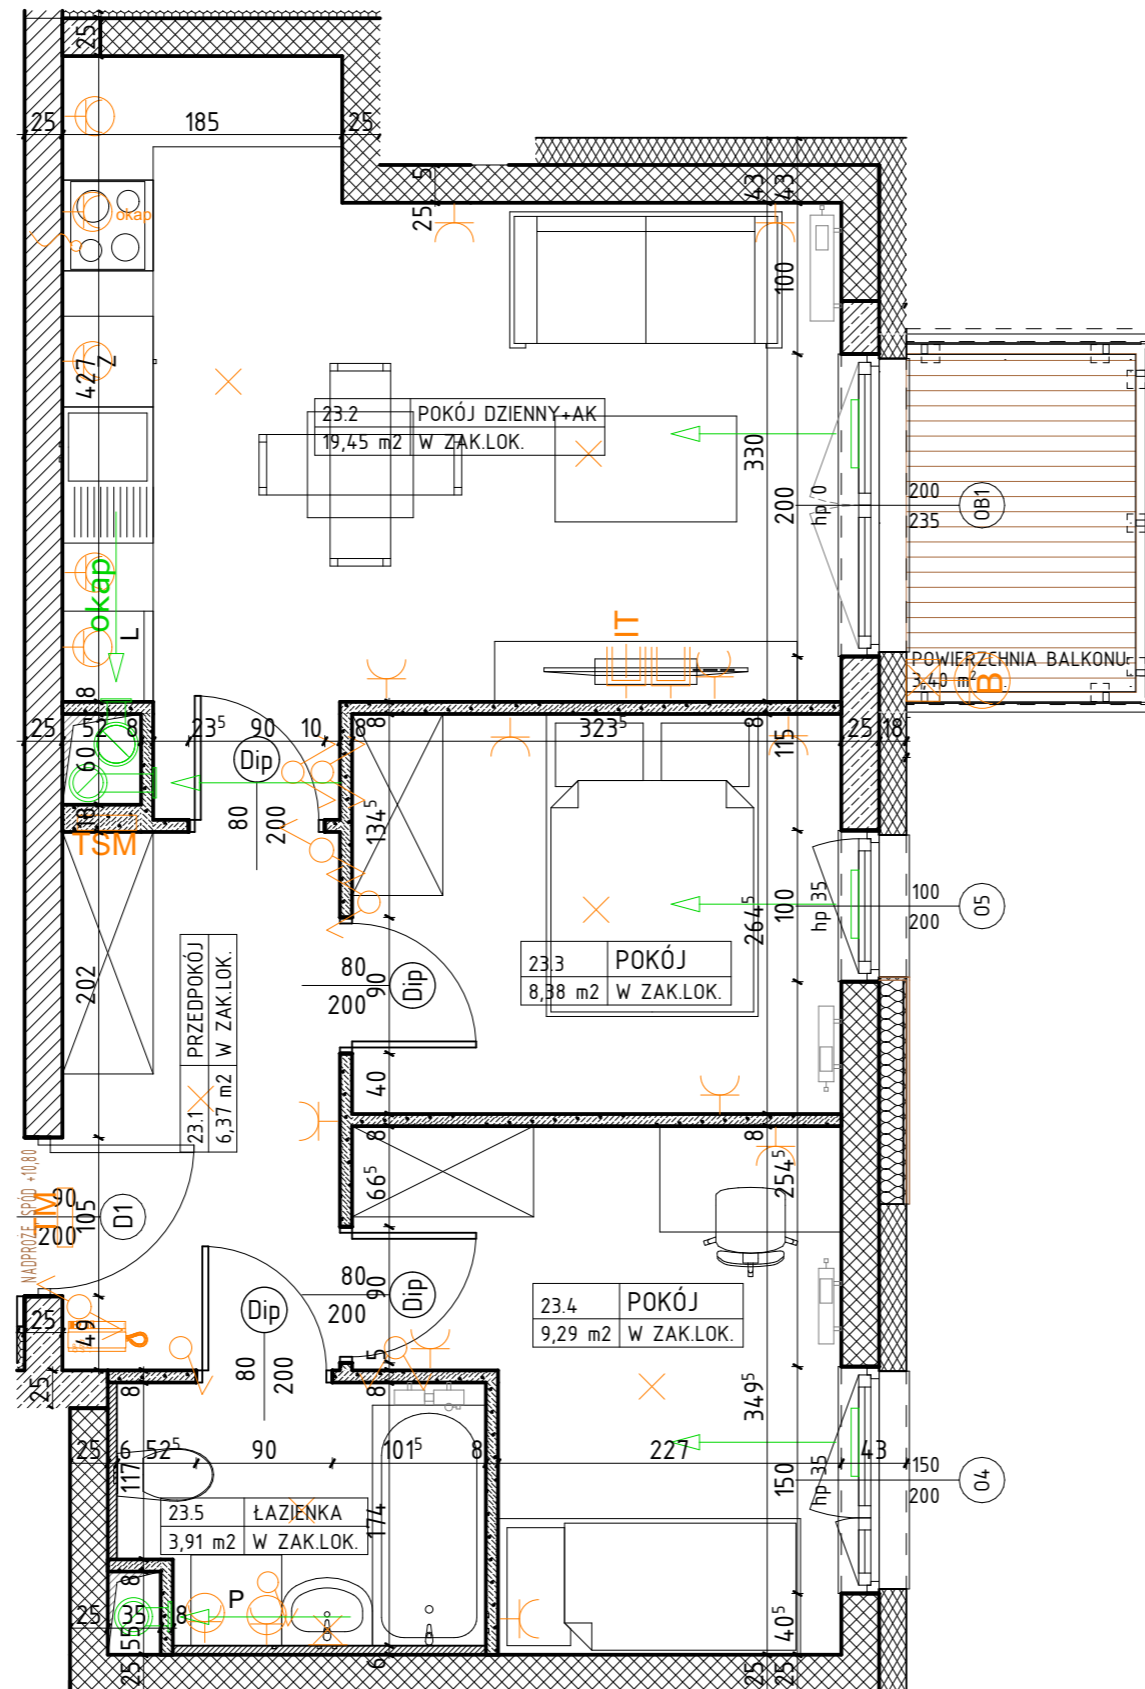 25
25
185
25
okap
427
Z
25
5
43
43
100
23.2 POKÓJ DZIENNY+AK
19,45 m2 W ZAK.LOK.
330
200
hp 0
200
235
OB1
okap
L
IT
POWIERZCHNIA BALKONU:
3,40 m2
B
8
25
52
8
23⁵
90
10
8
8
323⁵
8
115
25
18
60
18
TSM
Dip
80
200
134⁵
264⁵
100
hp 35
100
200
05
202
23.1 PRZEDPOKÓJ
6,37 m2 W ZAK.LOK.
80
200
90
Dip
23.3 POKÓJ
8,38 m2 W ZAK.LOK.
40
8
8
66⁵
254⁵
NADPROŻE SPÓD +10,80
TM
90
200
105
D1
25
49
25
Dip
80
200
80
200
90
Dip
5
23.4 POKÓJ
9,29 m2 W ZAK.LOK.
349⁵
8
8
25
6
52⁵
90
101⁵
8
227
43
117
174
150
hp 35
150
200
04
23.5 ŁAZIENKA
3,91 m2 W ZAK.LOK.
8
P
25
35
8
55
25
6
40⁵
25
25